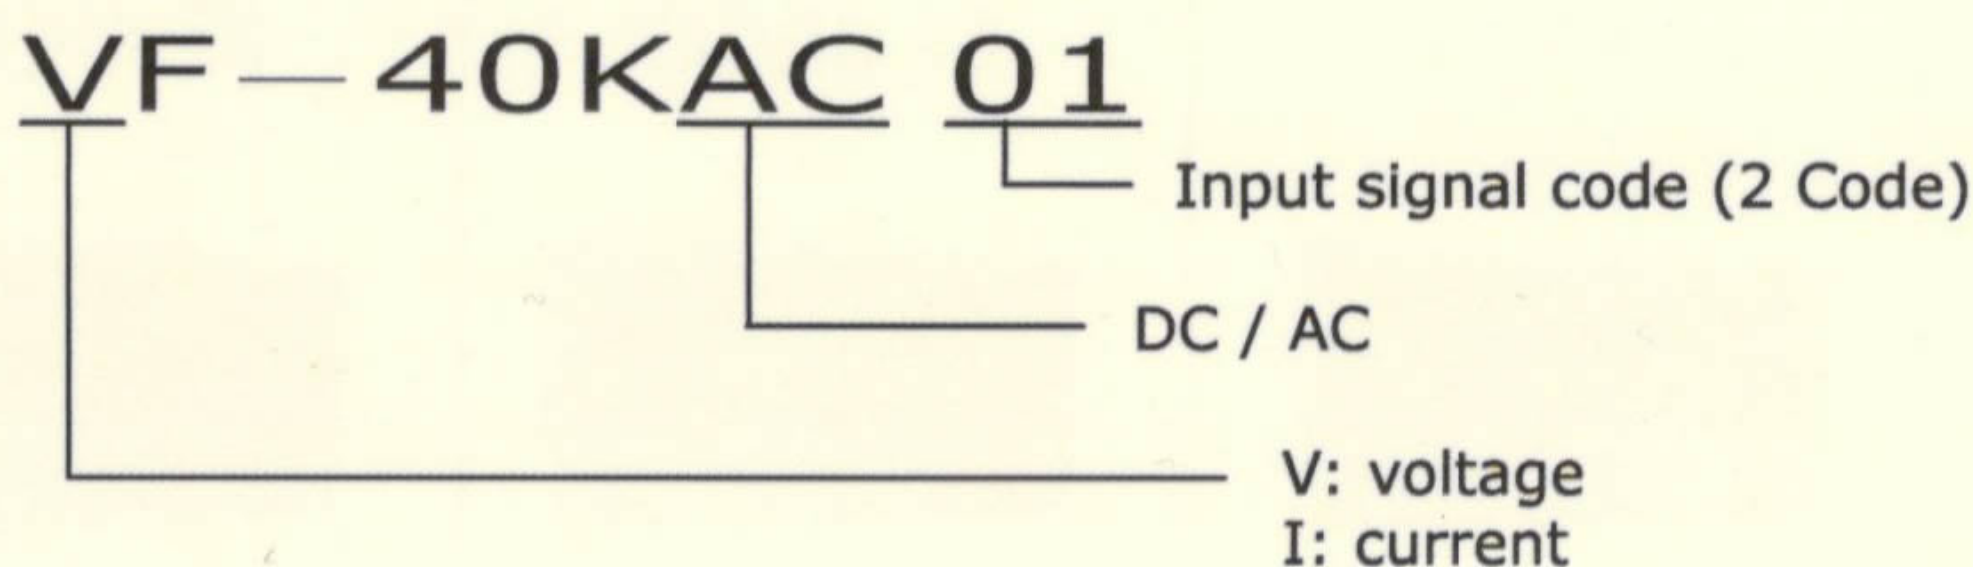 VF — 40KAC 01
Input signal code (2 Code)
DC / AC
V: voltage
I: current